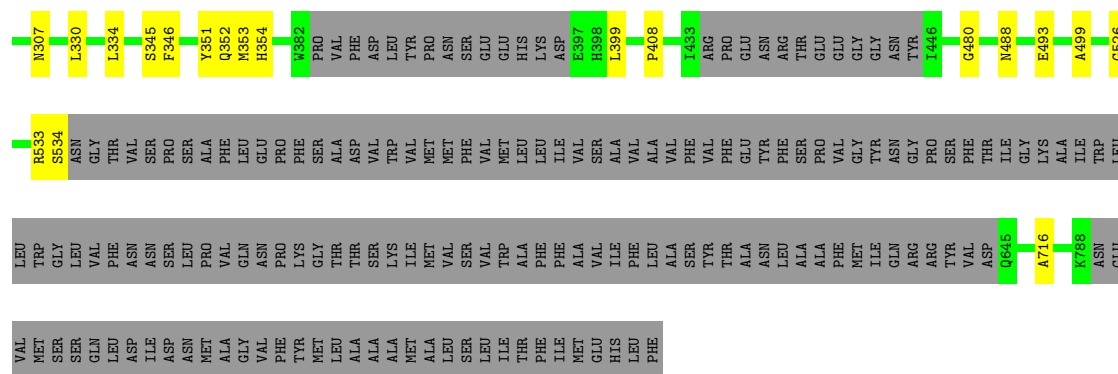 N307 L330 L334 S345 F346 Y351 Q352 M353 H354 W382 PRO VAL PHE ASP LEU TYR PRO ASN SER GLU GLU HIS LYS ASP E397 H398 L399 P408 I433 ARG PRO GLU ASN ARG THR GLU GLU GLY GLY ASN TYR I446 G480 N488 E493 A499 G526
R533 S534 ASN GLY THR VAL SER PRO SER ALA PHE LEU GLU PRO PHE SER ALA ASP VAL TRP VAL MET MET PHE VAL MET LEU LEU ILE VAL SER ALA VAL ALA VAL PHE VAL PHE GLU TYR PHE SER PRO VAL GLY TYR ASN GLY PRO SER PHE THR ILE GLY LYS ALA ILE TRP LEU
LEU TRP GLY LEU VAL PHE ASN ASN SER LEU PRO VAL GLN ASN PRO LYS GLY THR THR SER LYS ILE MET VAL SER VAL TRP ALA PHE PHE ALA VAL ILE PHE LEU ALA SER TYR THR ALA ASN LEU ALA ALA PHE MET ILE GLN ARG ARG TYR VAL ASP Q645 A716 K788 ASN GLU
VAL MET SER SER GLN LEU ASP ILE ASP ASN MET ALA GLY VAL PHE TYR MET LEU ALA ALA ALA MET ALA LEU SER LEU ILE THR PHE ILE MET GLU HIS LEU PHE